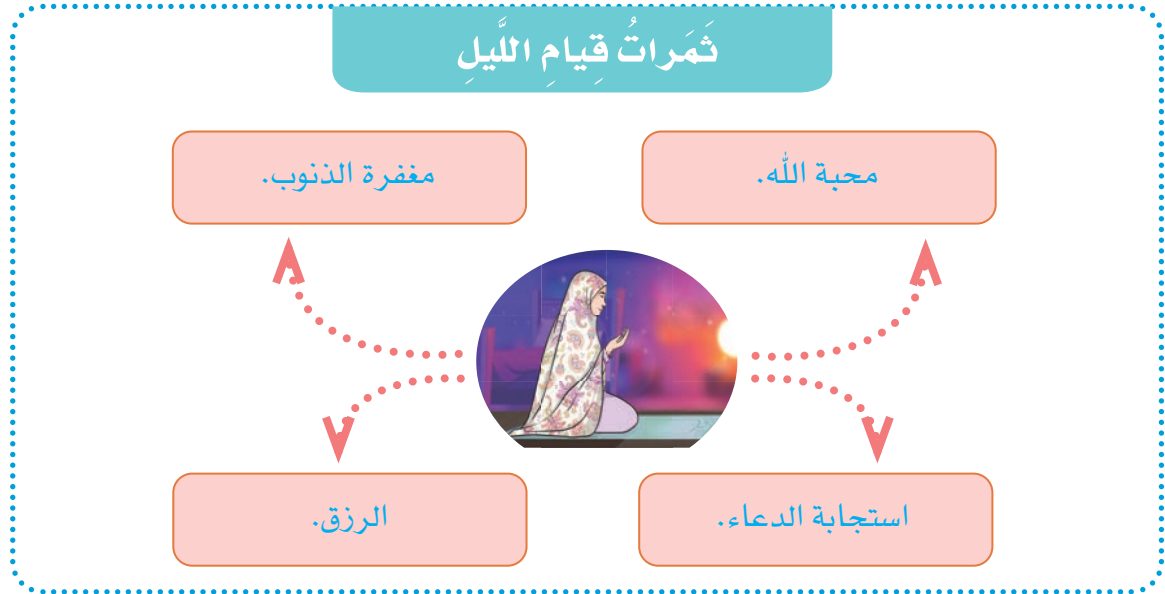 ثَمَراتُ قِيامِ اللَّيلِ
محبة الله.
مغفرة الذنوب.
استجابة الدعاء.
الرزق.